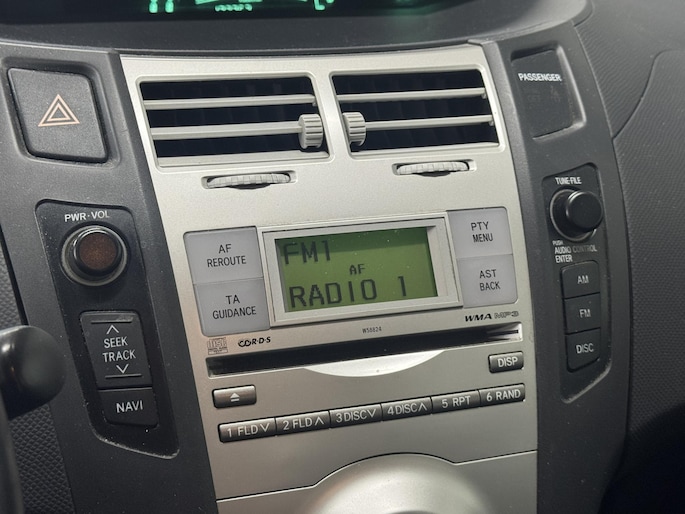 PASSENGER
PWR·VOL
AF
REROUTE
TA
GUIDANCE
FM1
AF
RADIO 1
PTY
MENU
AST
BACK
TUNE·FILE
PUSH
AUDIO CONTROL
ENTER
AM
FM
DISC
SEEK
TRACK
NAVI
W58824
WMA MP3
R·D·S
DISP
1 FLD ∨
2 FLD ∧
3 DISC ∨
4 DISC ∧
5 RPT
6 RAND